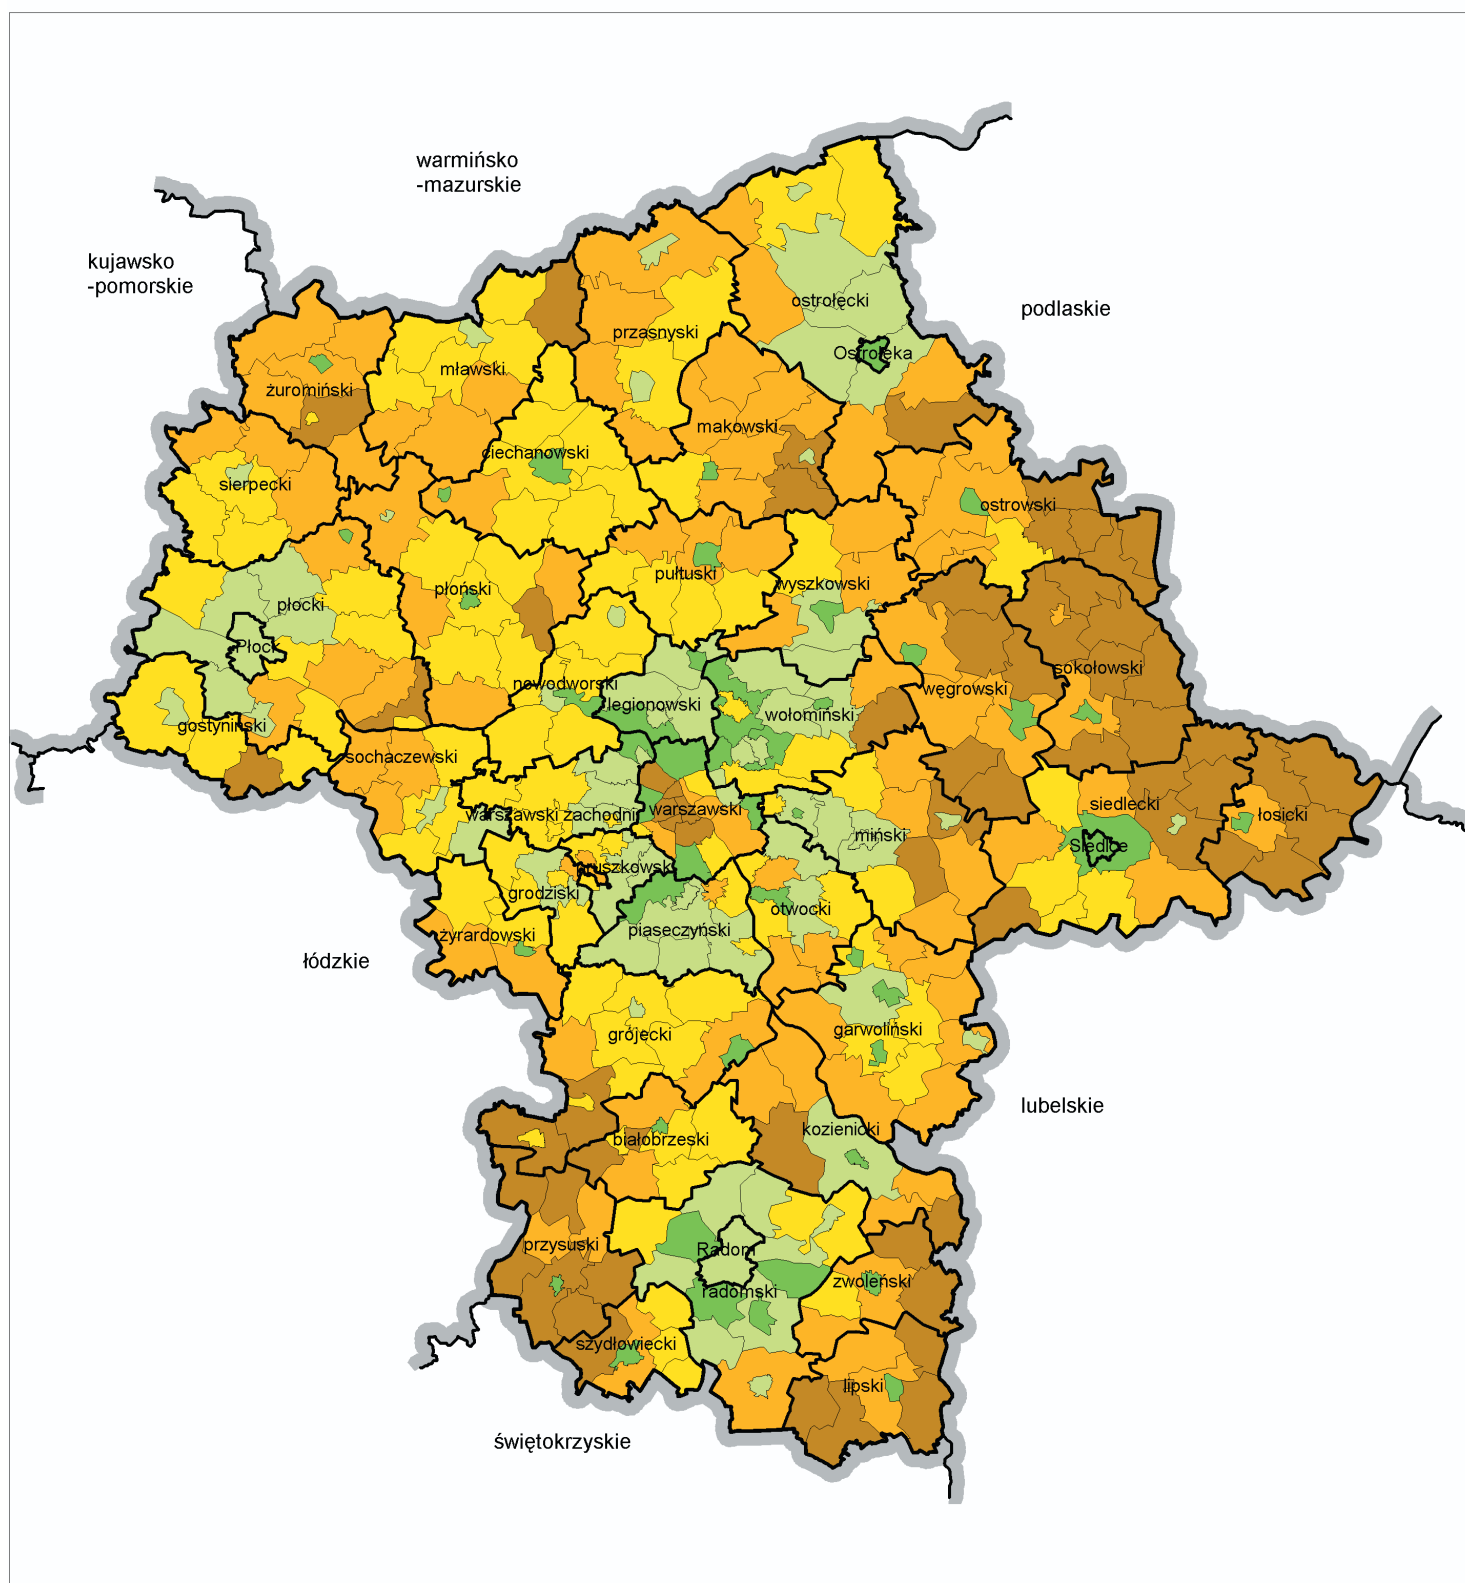 warmińsko
-mazurskie
kujawsko
-pomorskie
podlaskie
ostrołęcki
przasnyski
Ostrołęka
mławski
żuromiński
makowski
ciechanowski
sierpecki
ostrowski
pułtuski
wyszkowski
płoński
płocki
Płock
sokołowski
nowodworski
węgrowski
legionowski
wołomiński
gostyniński
sochaczewski
siedlecki
warszawski
łosicki
warszawski zachodni
miński
Siedlce
pruszkowski
grodziski
otwocki
piaseczyński
żyrardowski
łódzkie
garwoliński
grójecki
lubelskie
kozienicki
białobrzeski
przysuski
Radom
zwoleński
radomski
szydłowiecki
lipski
świętokrzyskie